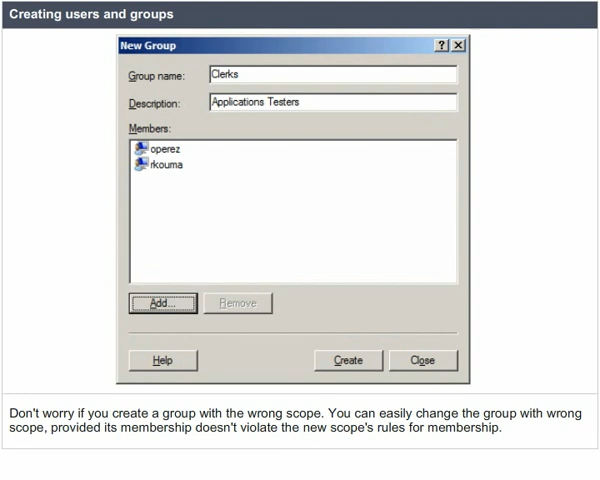 Creating users and groups
New Group
Group name: Clerks
Description: Applications Testers
Members:
operez
rkouma
Add... Remove
Help Create Close
Don't worry if you create a group with the wrong scope. You can easily change the group with wrong
scope, provided its membership doesn't violate the new scope's rules for membership.